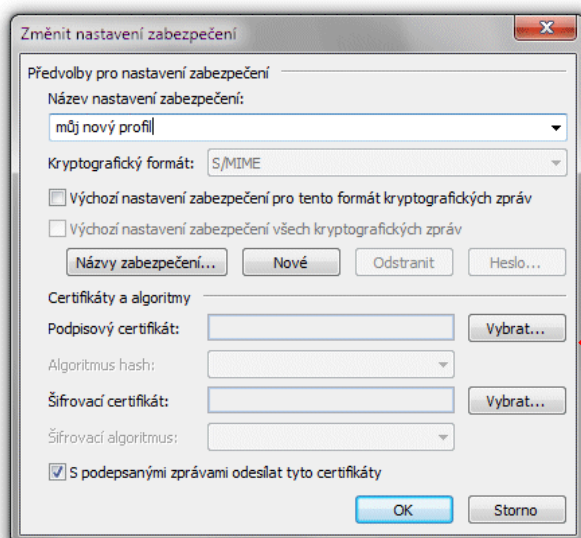 Změnit nastavení zabezpečení
Předvolby pro nastavení zabezpečení
Název nastavení zabezpečení:
můj nový profil
Kryptografický formát: S/MIME
Výchozí nastavení zabezpečení pro tento formát kryptografických zpráv
Výchozí nastavení zabezpečení všech kryptografických zpráv
Názvy zabezpečení... Nové Odstranit Heslo...
Certifikáty a algoritmy
Podpisový certifikát: Vybrat...
Algoritmus hash:
Šifrovací certifikát: Vybrat...
Šifrovací algoritmus:
S podepsanými zprávami odesílat tyto certifikáty
OK Storno